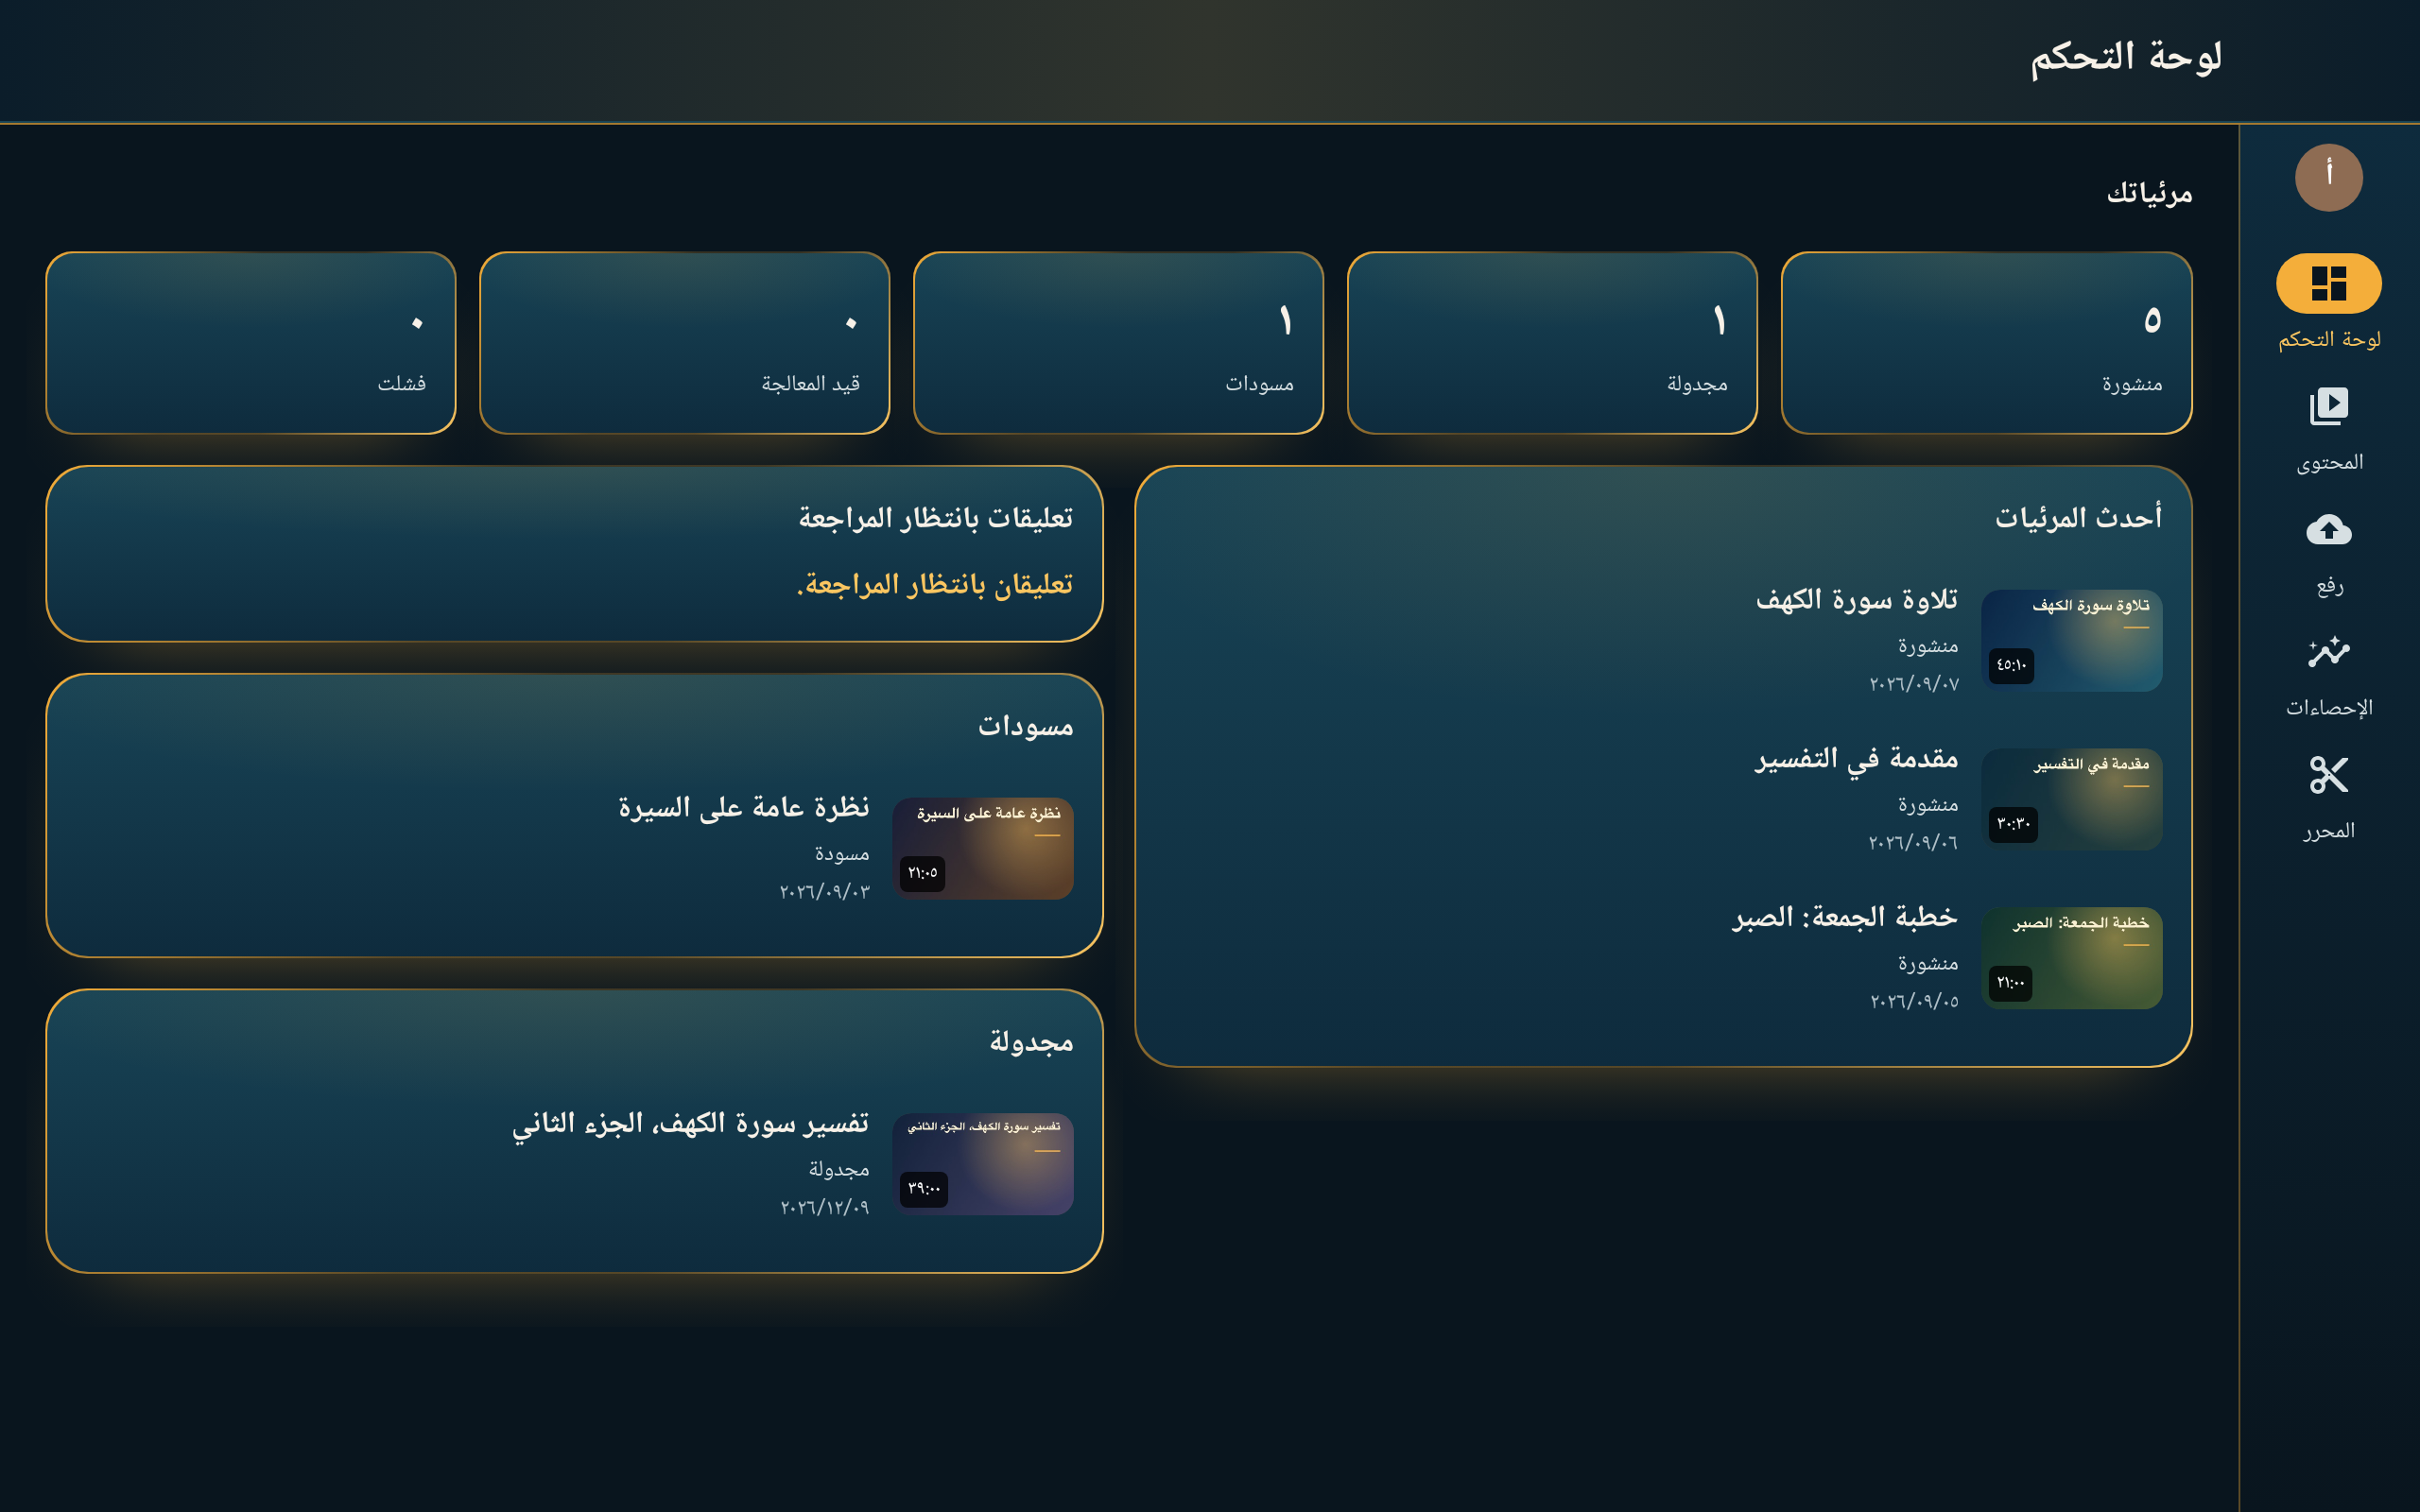 لوحة التحكم
أ
لوحة التحكم
المحتوى
رفع
الإحصاءات
المحرر
مرئياتك
٥
منشورة
١
مجدولة
١
مسودات
٠
قيد المعالجة
٠
فشلت
أحدث المرئيات
تلاوة سورة الكهف
٤٥:١٠
تلاوة سورة الكهف
منشورة
٢٠٢٦/٠٩/٠٧
مقدمة في التفسير
٣٠:٣٠
مقدمة في التفسير
منشورة
٢٠٢٦/٠٩/٠٦
خطبة الجمعة: الصبر
٢١:٠٠
خطبة الجمعة: الصبر
منشورة
٢٠٢٦/٠٩/٠٥
تعليقات بانتظار المراجعة
تعليقان بانتظار المراجعة.
مسودات
نظرة عامة على السيرة
٢١:٠٥
نظرة عامة على السيرة
مسودة
٢٠٢٦/٠٩/٠٣
مجدولة
تفسير سورة الكهف، الجزء الثاني
٣٩:٠٠
تفسير سورة الكهف، الجزء الثاني
مجدولة
٢٠٢٦/١٢/٠٩